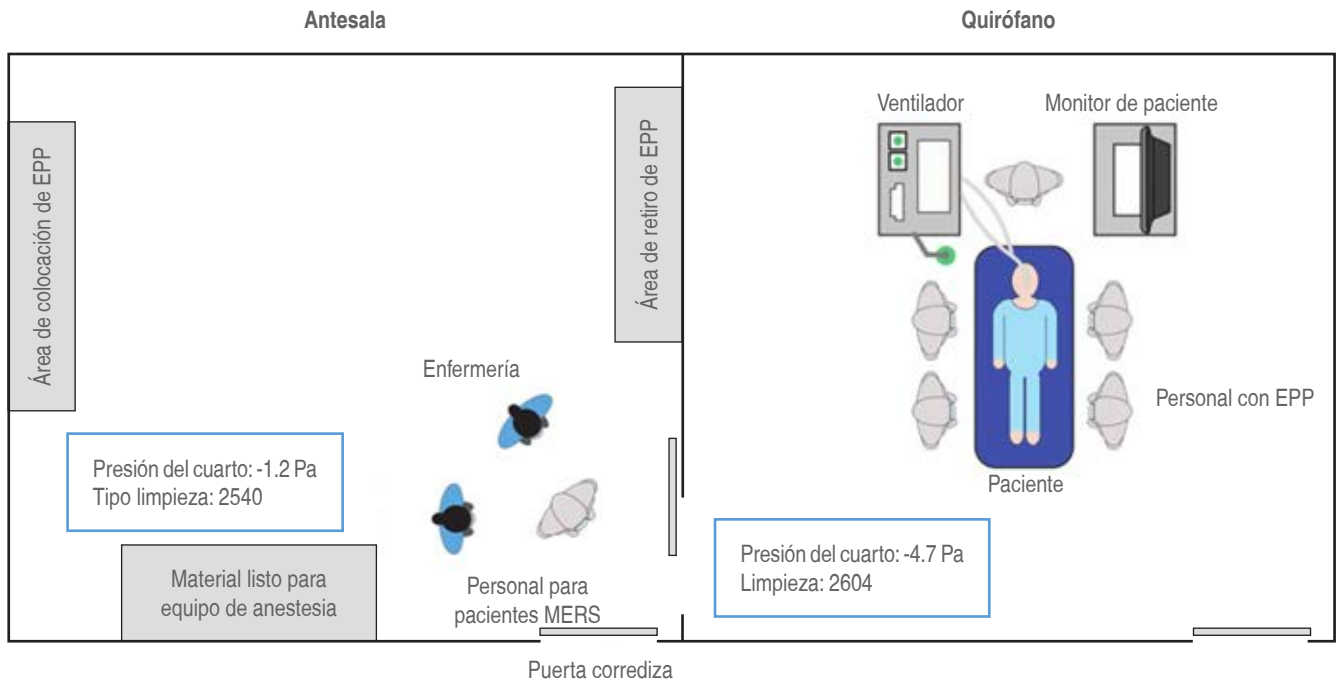 Antesala
Quirófano
Área de colocación de EPP
Área de retiro de EPP
Ventilador
Monitor de paciente
Enfermería
Personal con EPP
Paciente
Presión del cuarto: -1.2 Pa
Tipo limpieza: 2540
Presión del cuarto: -4.7 Pa
Limpieza: 2604
Material listo para
equipo de anestesia
Personal para
pacientes MERS
Puerta corrediza